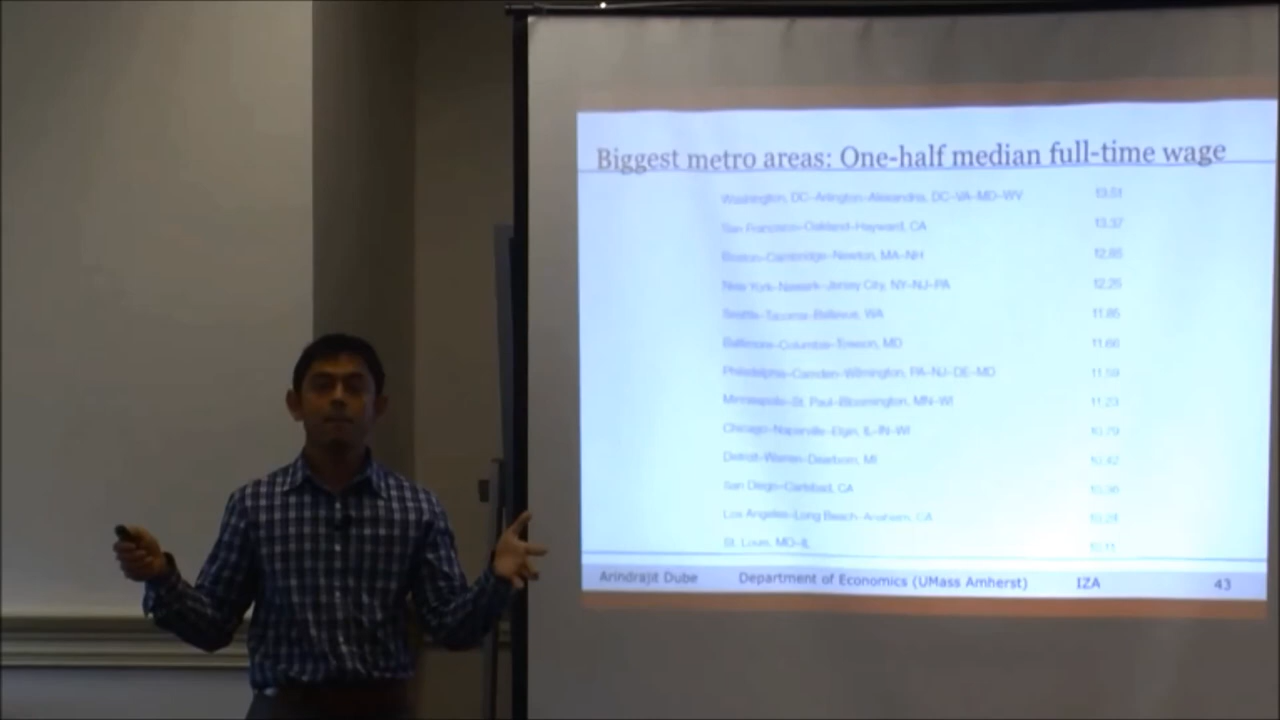 Biggest metro areas: One-half median full-time wage
Washington, DC–Arlington–Alexandria, DC–VA–MD–WV 13.51
San Francisco–Oakland–Hayward, CA 13.37
Boston–Cambridge–Newton, MA–NH 12.85
New York–Newark–Jersey City, NY–NJ–PA 12.25
Seattle–Tacoma–Bellevue, WA 11.85
Baltimore–Columbia–Towson, MD 11.66
Philadelphia–Camden–Wilmington, PA–NJ–DE–MD 11.59
Minneapolis–St. Paul–Bloomington, MN–WI 11.23
Chicago–Naperville–Elgin, IL–IN–WI 10.79
Detroit–Warren–Dearborn, MI 10.42
San Diego–Carlsbad, CA
Los Angeles–Long Beach–Anaheim, CA
St. Louis, MO–IL
Arindrajit Dube Department of Economics (UMass Amherst) IZA 43